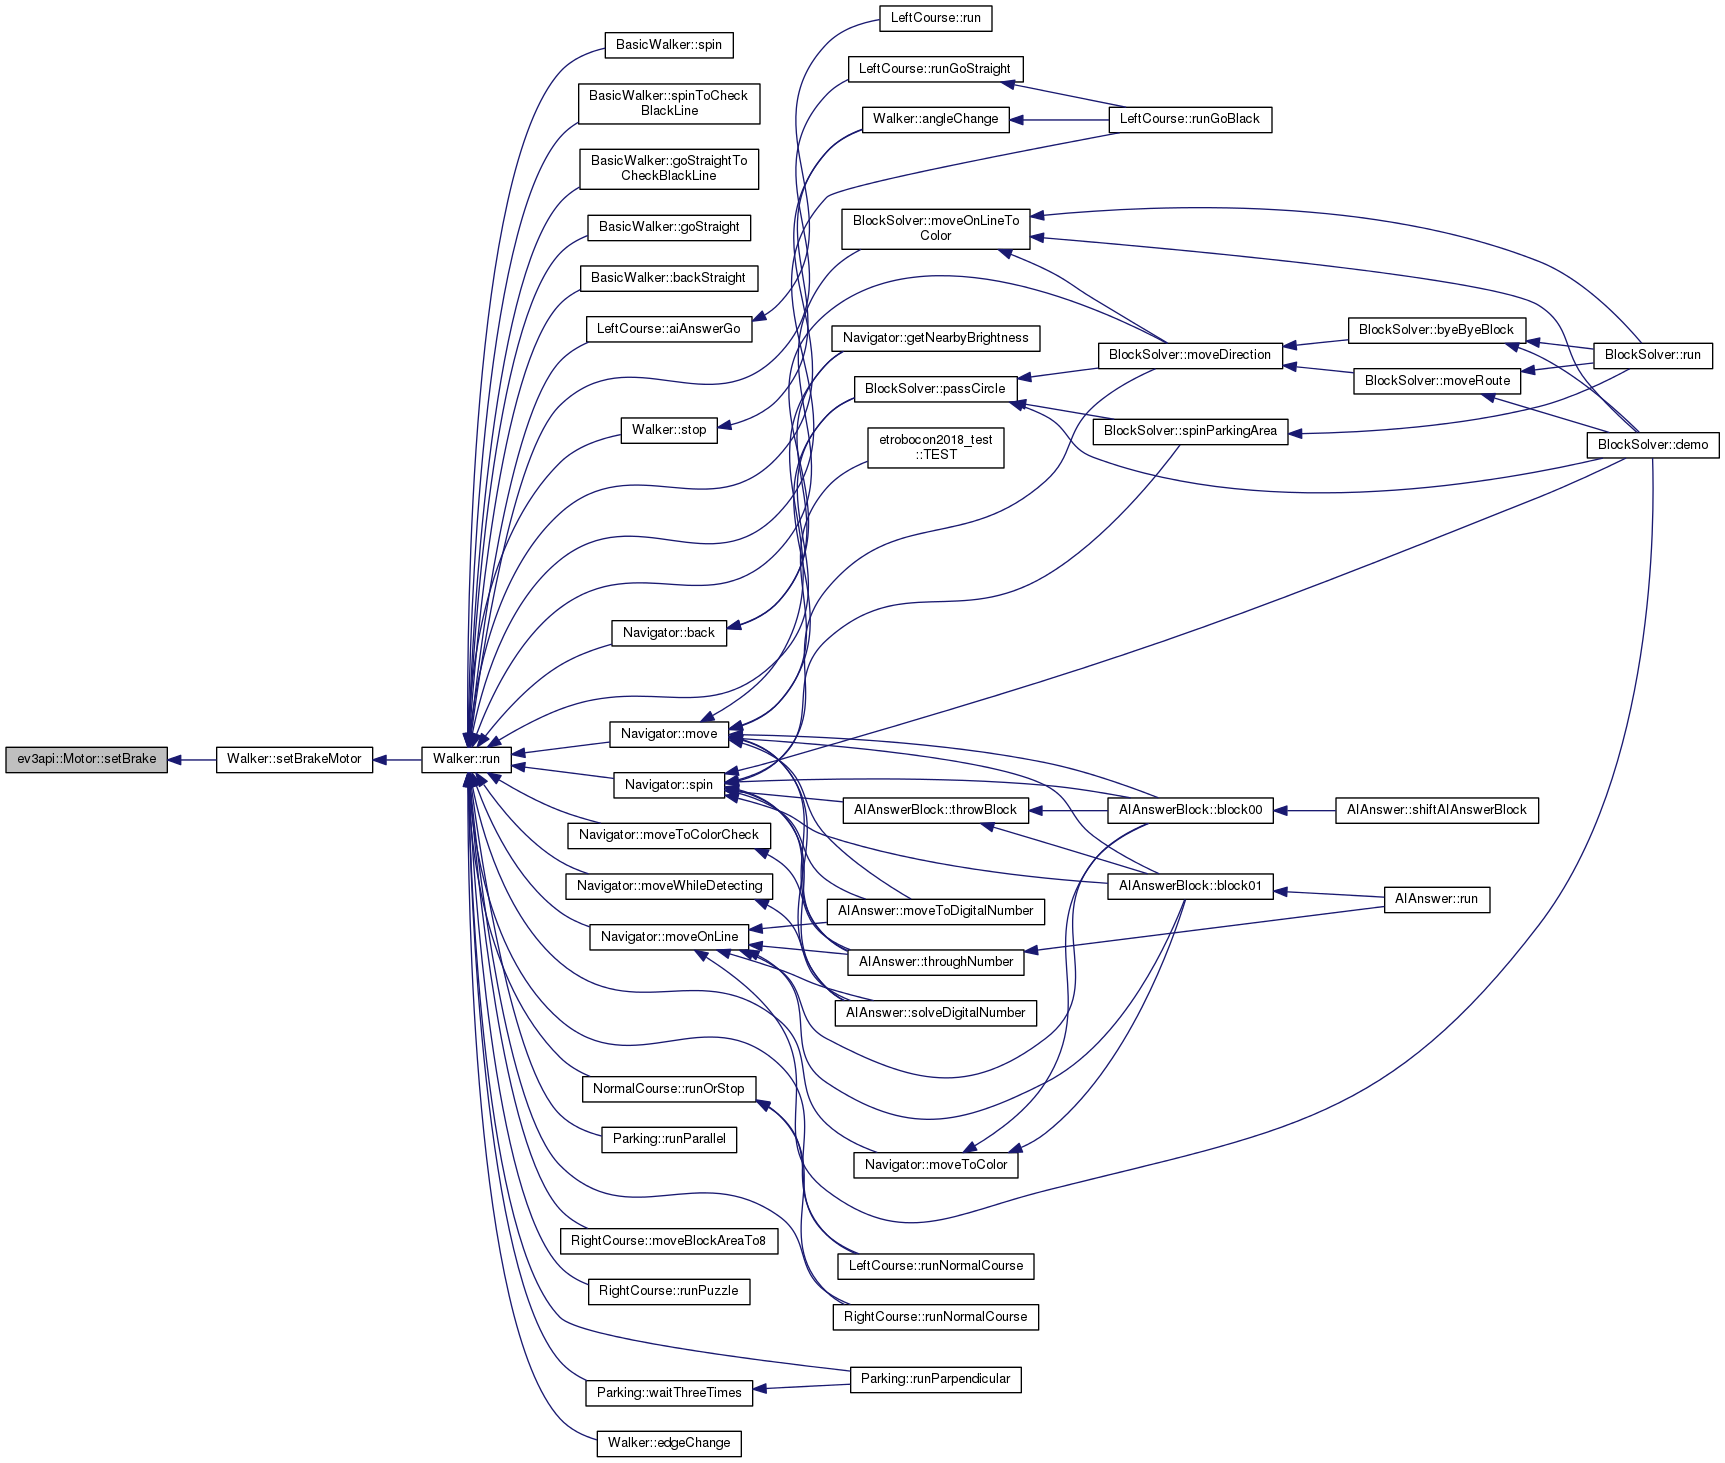 ev3api::Motor::setBrake
Walker::setBrakeMotor
Walker::run
BasicWalker::spin
BasicWalker::spinToCheck
BlackLine
BasicWalker::goStraightTo
CheckBlackLine
BasicWalker::goStraight
BasicWalker::backStraight
LeftCourse::aiAnswerGo
Walker::stop
Navigator::back
Navigator::move
Navigator::spin
Navigator::moveToColorCheck
Navigator::moveWhileDetecting
Navigator::moveOnLine
NormalCourse::runOrStop
Parking::runParallel
RightCourse::moveBlockAreaTo8
RightCourse::runPuzzle
Parking::waitThreeTimes
Walker::edgeChange
LeftCourse::run
LeftCourse::runGoStraight
Walker::angleChange
BlockSolver::moveOnLineTo
Color
Navigator::getNearbyBrightness
BlockSolver::passCircle
etrobocon2018_test
::TEST
AIAnswerBlock::throwBlock
AIAnswer::moveToDigitalNumber
AIAnswer::throughNumber
AIAnswer::solveDigitalNumber
Navigator::moveToColor
LeftCourse::runNormalCourse
RightCourse::runNormalCourse
Parking::runParpendicular
LeftCourse::runGoBlack
BlockSolver::moveDirection
BlockSolver::spinParkingArea
AIAnswerBlock::block00
AIAnswerBlock::block01
BlockSolver::byeByeBlock
BlockSolver::moveRoute
AIAnswer::shiftAIAnswerBlock
AIAnswer::run
BlockSolver::run
BlockSolver::demo